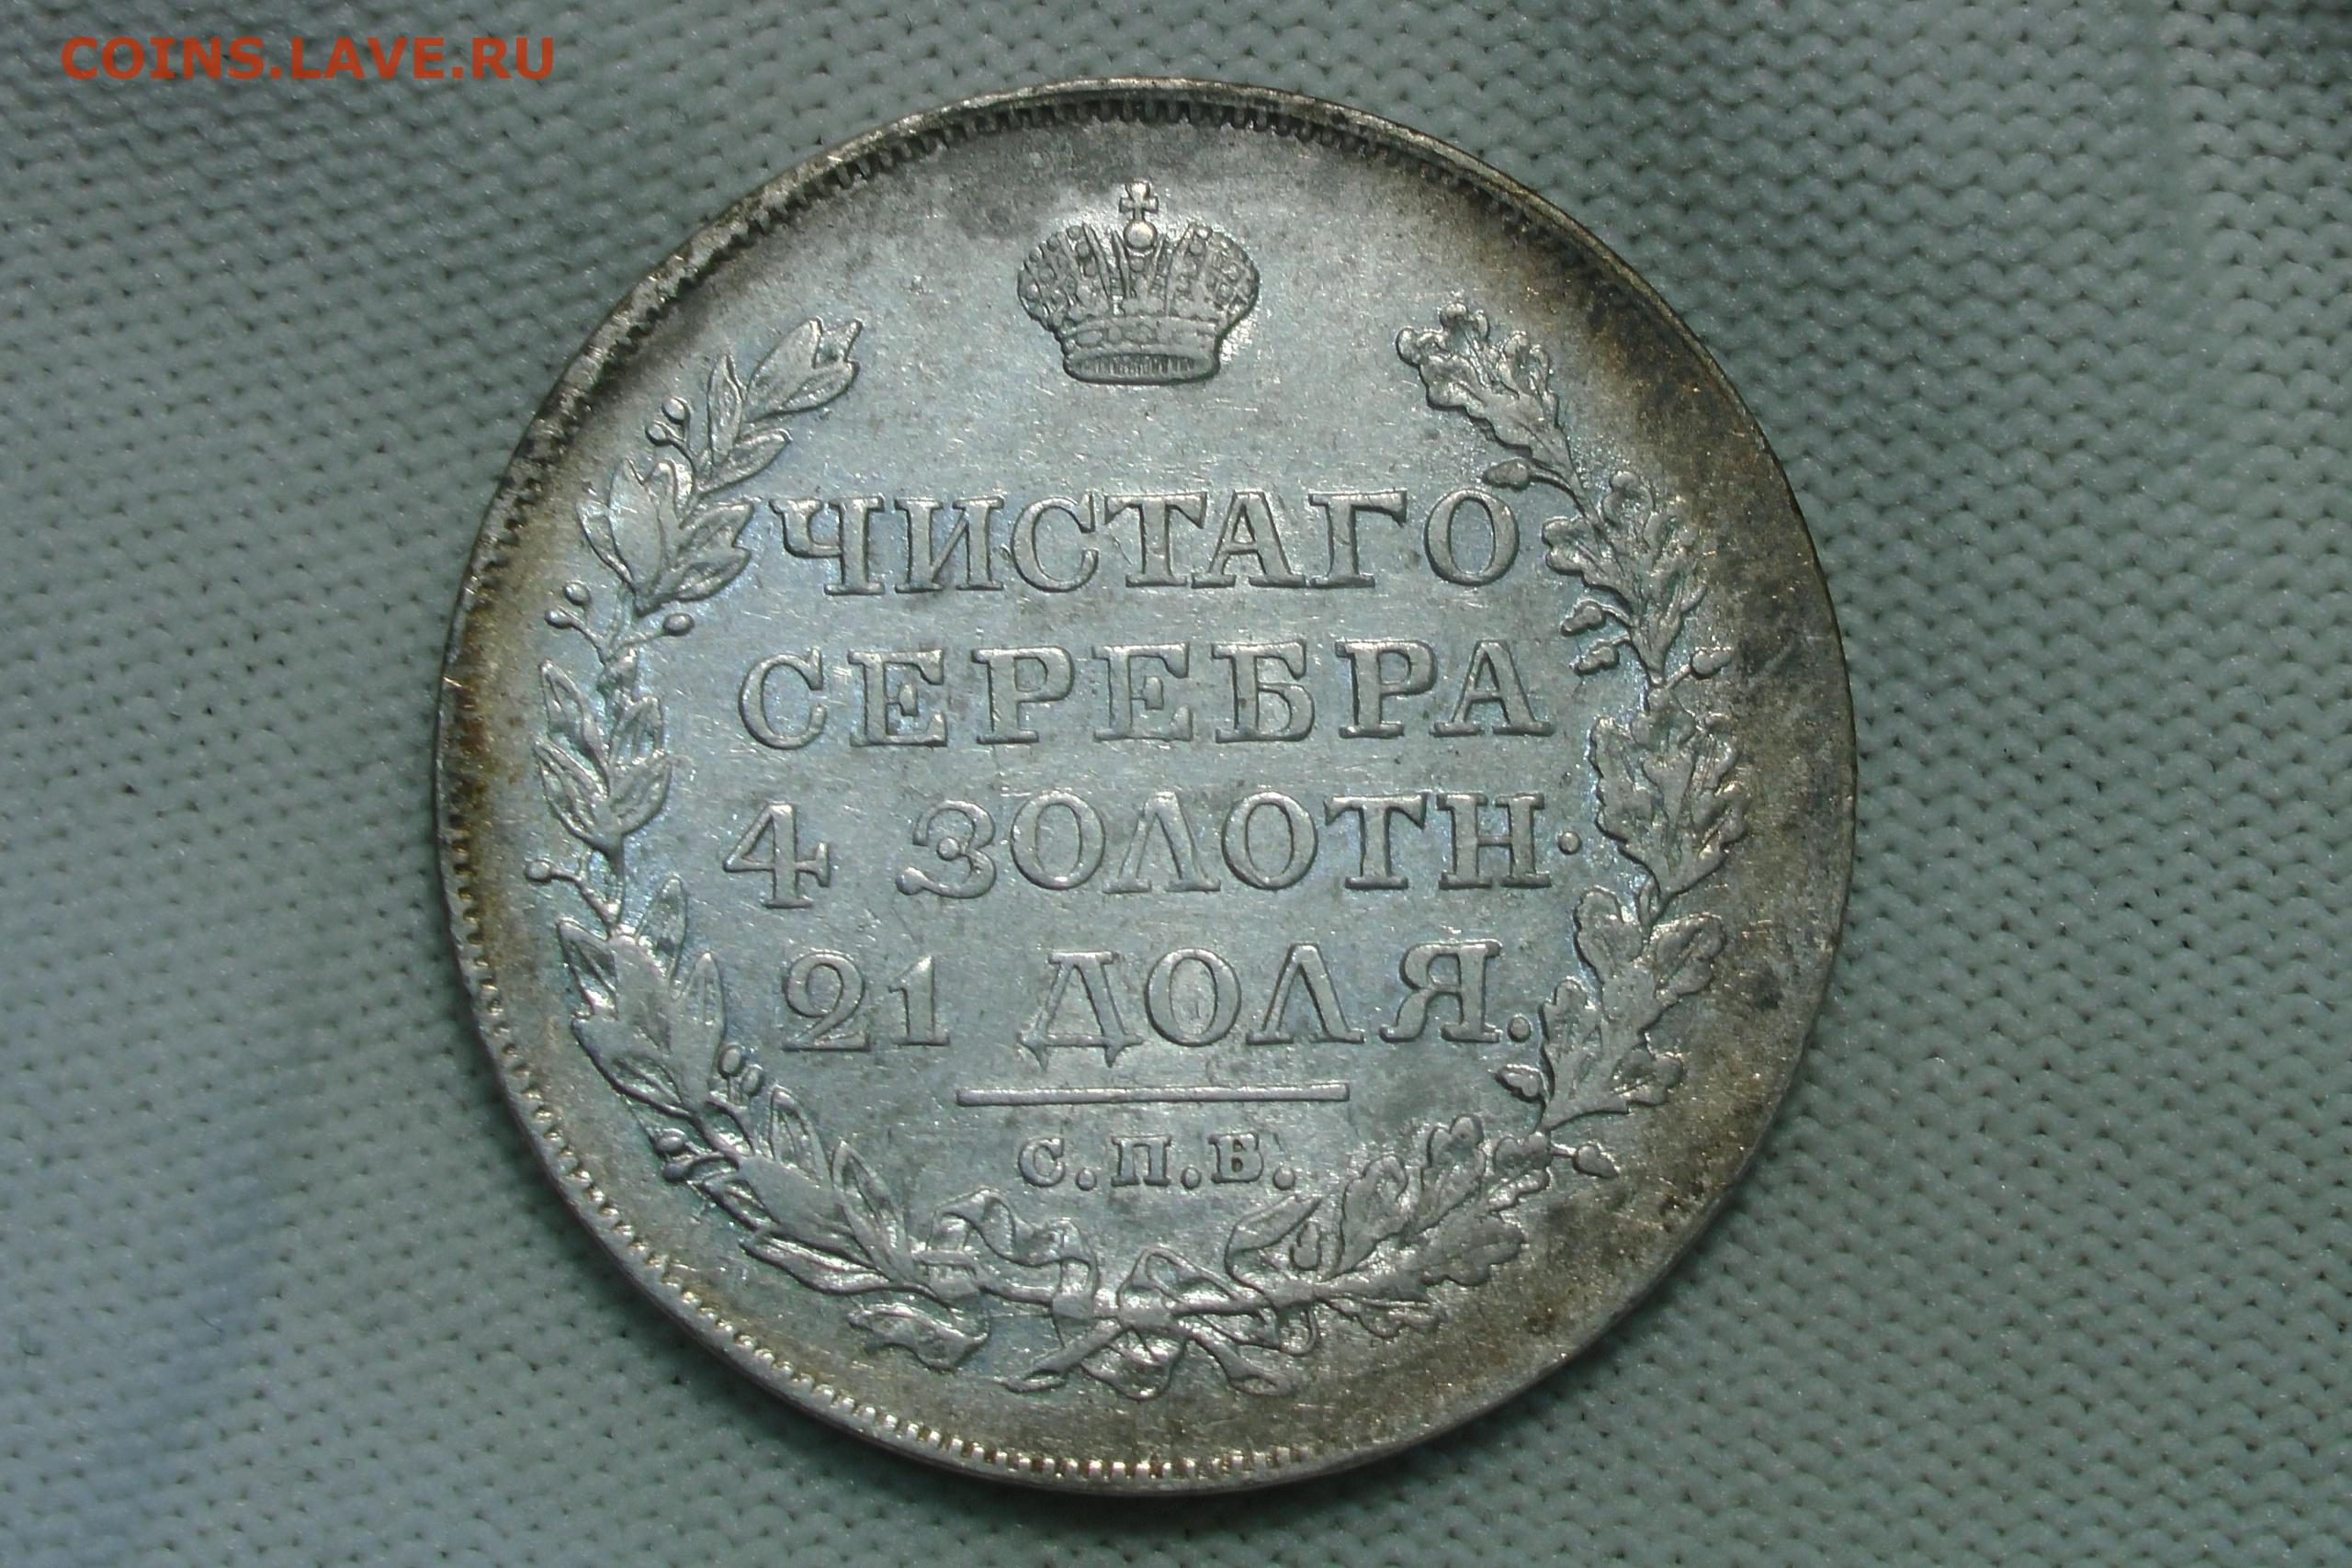 COINS.LAVE.RU
ЧИСТАГО
СЕРЕБРА
4 ЗОЛОТН·
21 ДОЛЯ.
С.П.Б.